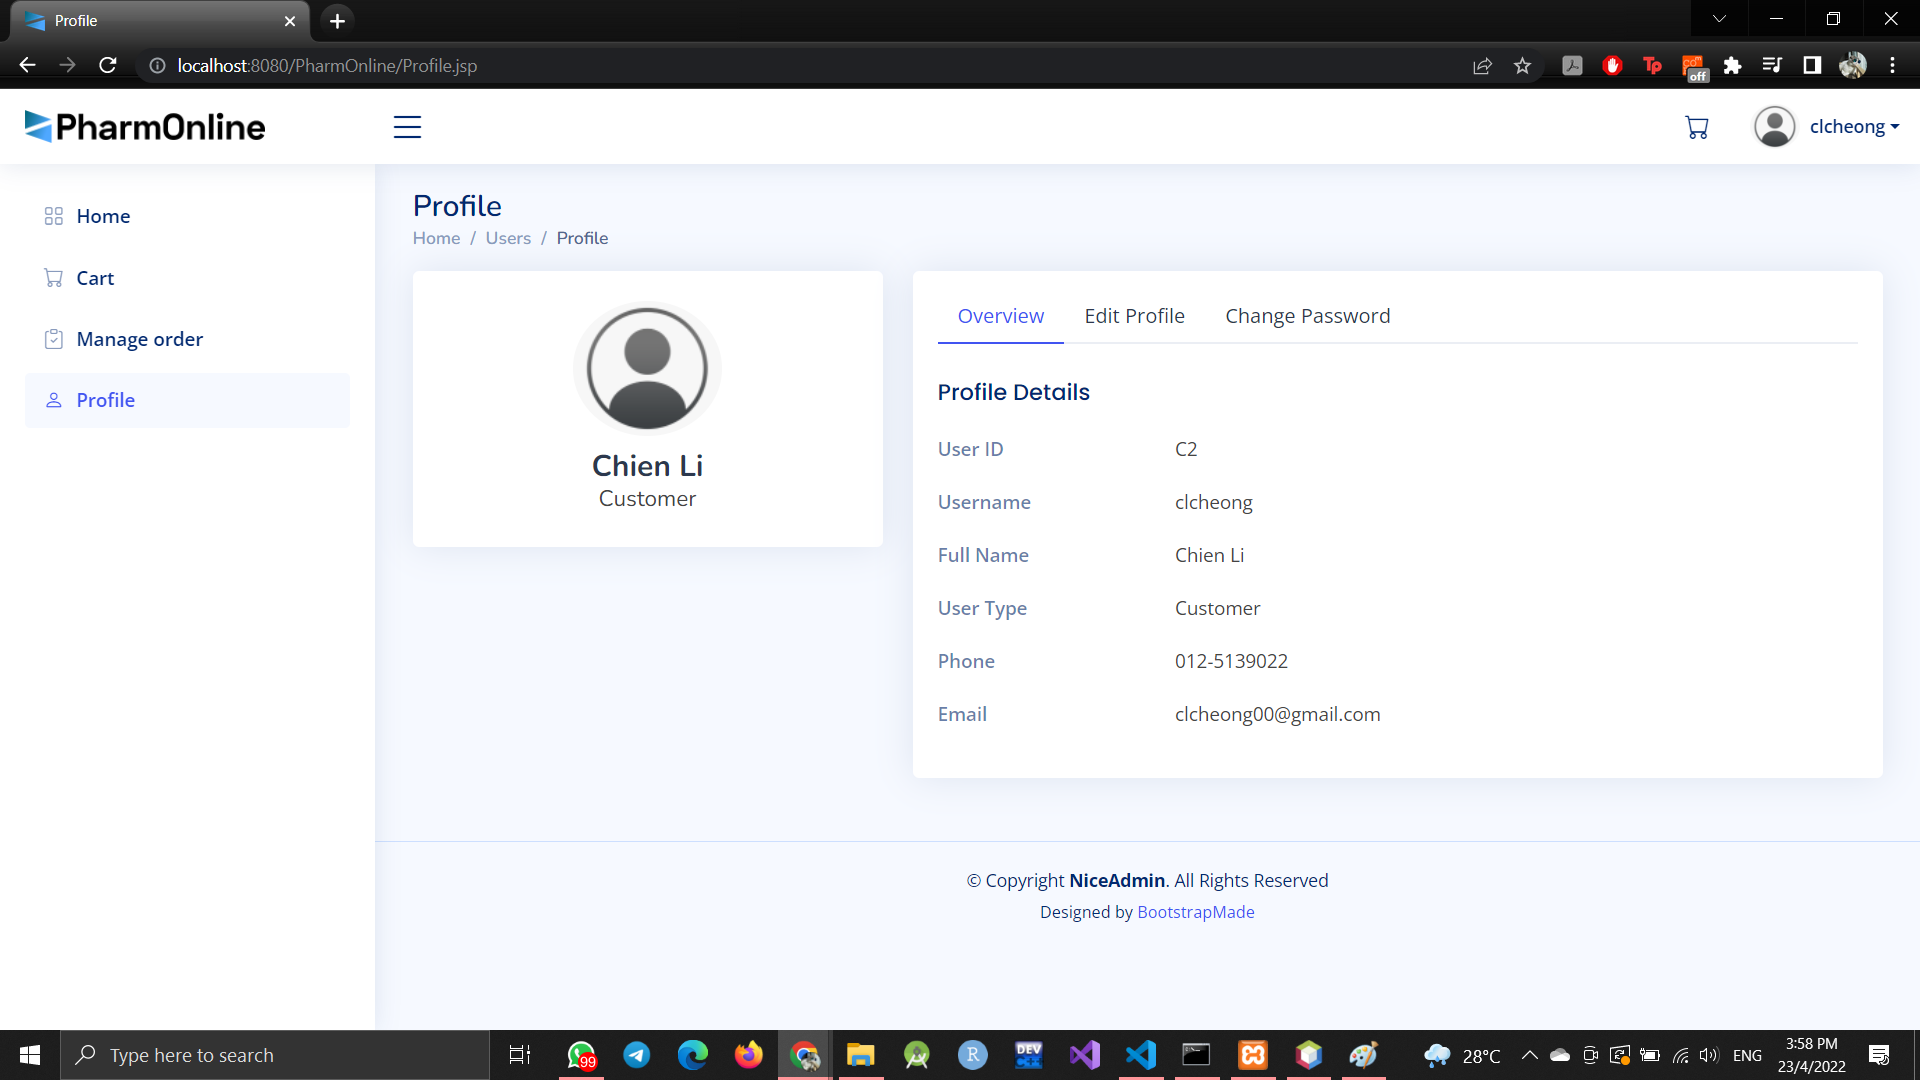 Profile
localhost:8080/PharmOnline/Profile.jsp
Tp
off
PharmOnline
clcheong
Home
Cart
Manage order
Profile
Profile
Home / Users / Profile
Chien Li
Customer
Overview
Edit Profile
Change Password
Profile Details
User ID C2
Username clcheong
Full Name Chien Li
User Type Customer
Phone 012-5139022
Email clcheong00@gmail.com
© Copyright NiceAdmin. All Rights Reserved
Designed by BootstrapMade
Type here to search
99
R
DEV
28°C
ENG
3:58 PM
23/4/2022